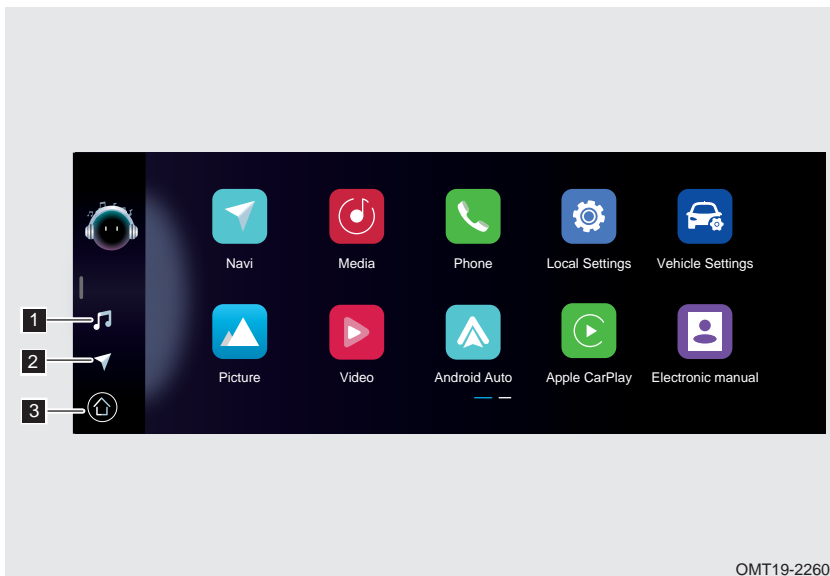 Navi Media Phone Local Settings Vehicle Settings
1
2
Picture Video Android Auto Apple CarPlay Electronic manual
3
OMT19-2260